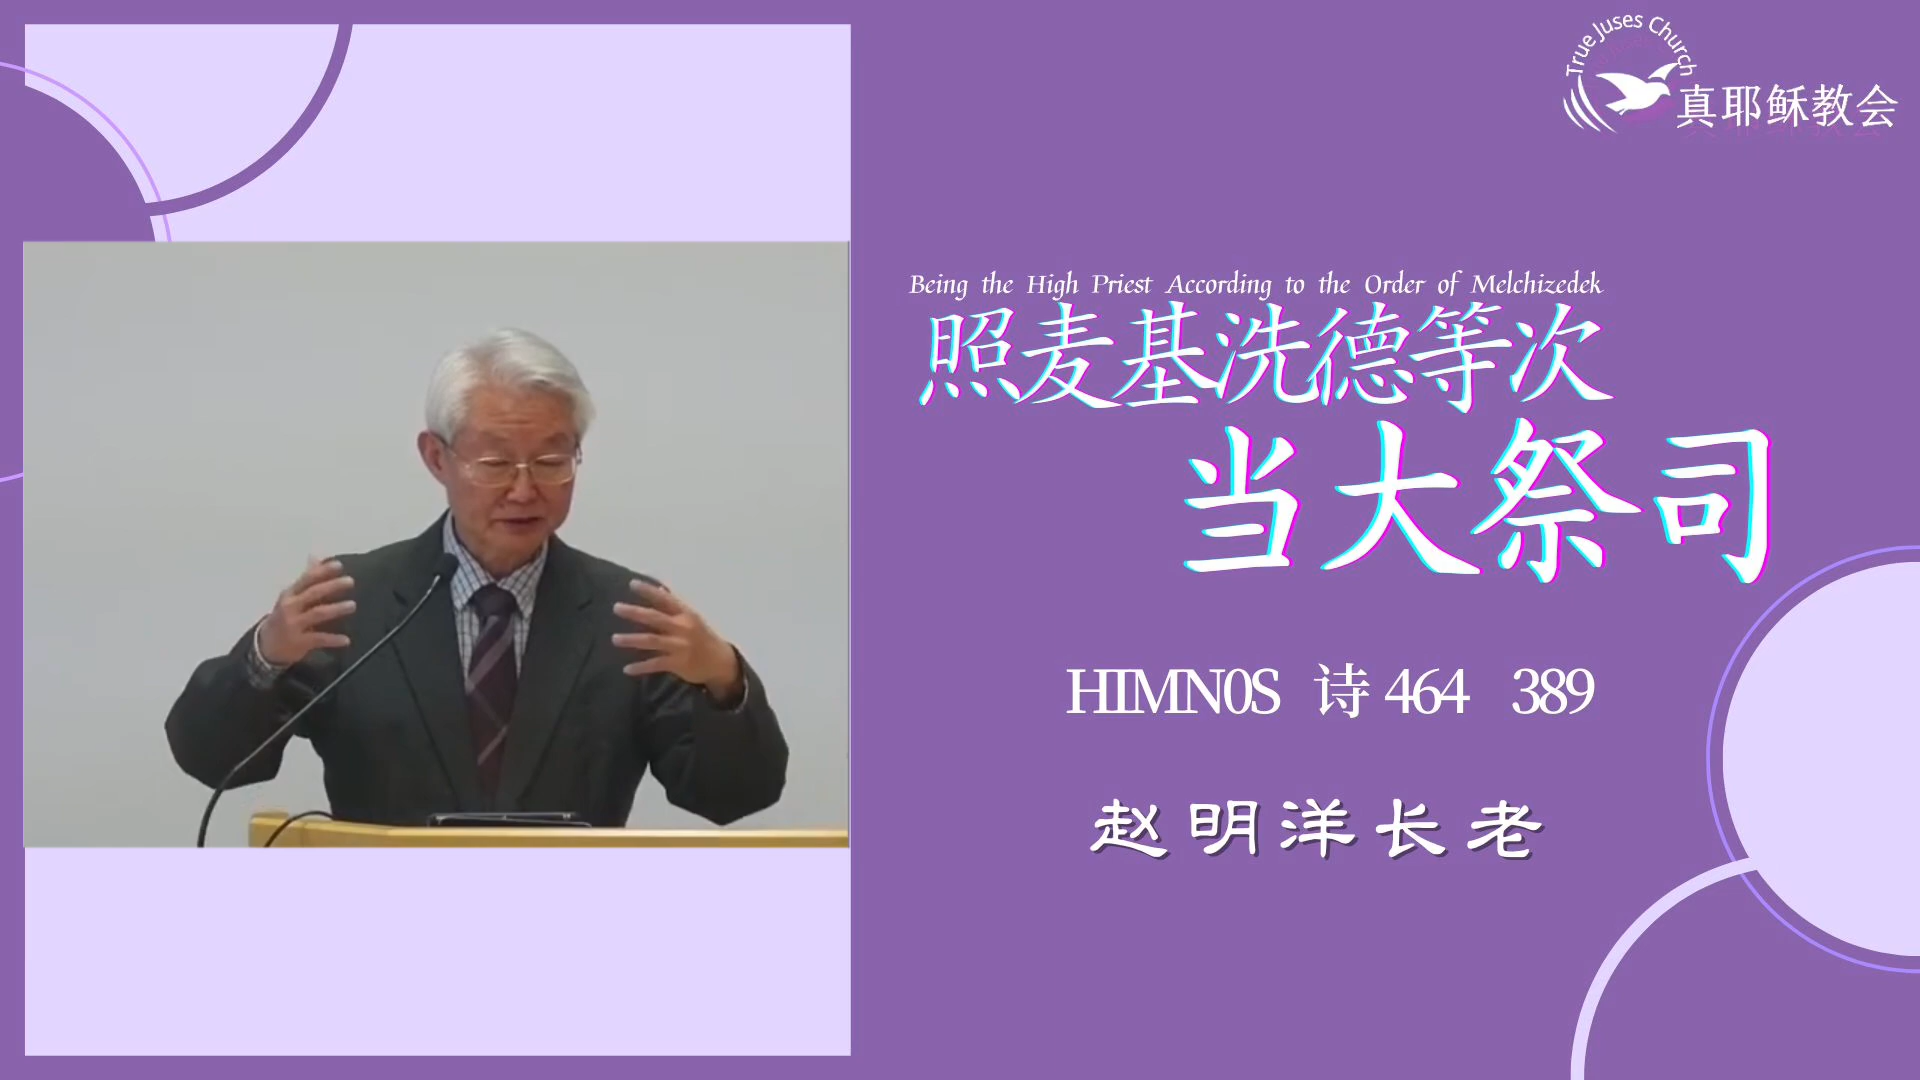 True Juses Church
真耶稣教会
Being the High Priest According to the Order of Melchizedek
照麦基洗德等次
当大祭司
HIMN0S 诗 464 389
赵明洋长老